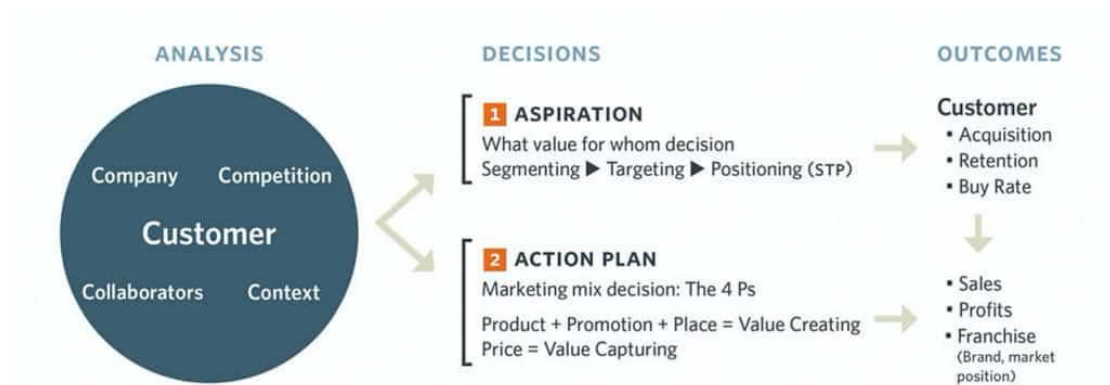 ANALYSIS
Company Competition
Customer
Collaborators Context
DECISIONS
1 ASPIRATION
What value for whom decision
Segmenting ▶ Targeting ▶ Positioning (STP)
2 ACTION PLAN
Marketing mix decision: The 4 Ps
Product + Promotion + Place = Value Creating
Price = Value Capturing
OUTCOMES
Customer
▪ Acquisition
▪ Retention
▪ Buy Rate
▪ Sales
▪ Profits
▪ Franchise
(Brand, market
position)